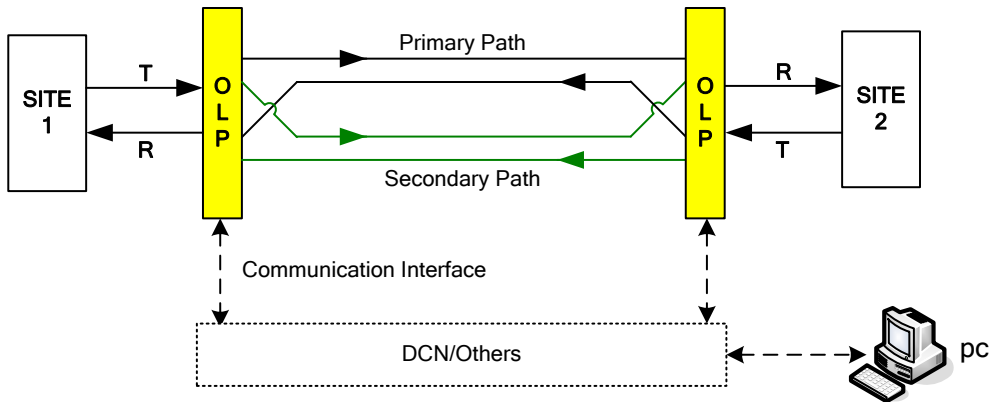 Primary Path
SITE
1
T
R
O
L
P
O
L
P
R
T
SITE
2
Secondary Path
Communication Interface
DCN/Others
pc